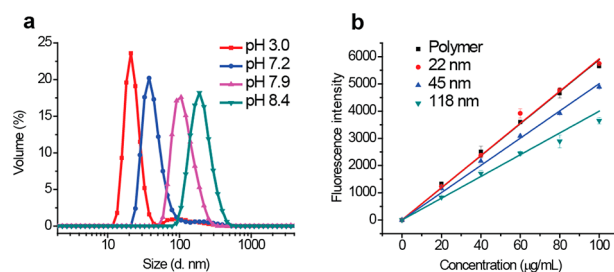 a
Volume (%)
25
20
15
10
5
0
10
100
1000
Size (d. nm)
pH 3.0
pH 7.2
pH 7.9
pH 8.4
b
Fluorescence intensity
6000
5000
4000
3000
2000
1000
0
0
20
40
60
80
100
Concentration (μg/mL)
Polymer
22 nm
45 nm
118 nm